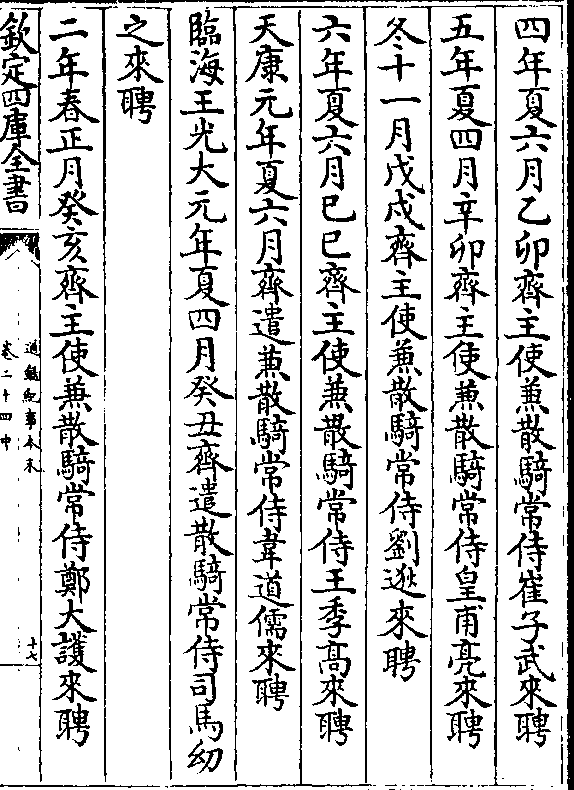 四年夏六月乙卯齊主使兼散騎常侍崔子武來聘
五年夏四月辛卯齊主使兼散騎常侍皇甫亮來聘
冬十一月戊戌齊主使兼散騎常侍劉逖來聘
六年夏六月己巳齊主使兼散騎常侍王季高來聘
天康元年夏六月齊遣兼散騎常侍韋道儒來聘
臨海王光大元年夏四月癸丑齊遣散騎常侍司馬幼
之來聘
二年春正月癸亥齊主使兼散騎常侍鄭大護來聘
欽定四庫全書
通鑑紀事本末
卷二十四中
十七